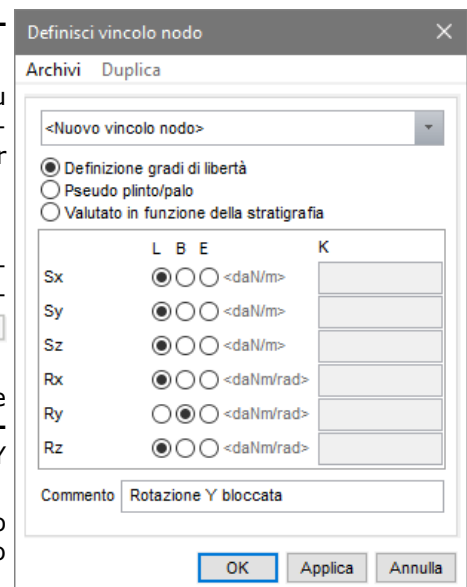 Definisci vincolo nodo
Archivi Duplica
<Nuovo vincolo nodo>
Definizione gradi di libertà
Pseudo plinto/palo
Valutato in funzione della stratigrafia
L B E K
Sx <daN/m>
Sy <daN/m>
Sz <daN/m>
Rx <daNm/rad>
Ry <daNm/rad>
Rz <daNm/rad>
Commento Rotazione Y bloccata
OK Applica Annulla